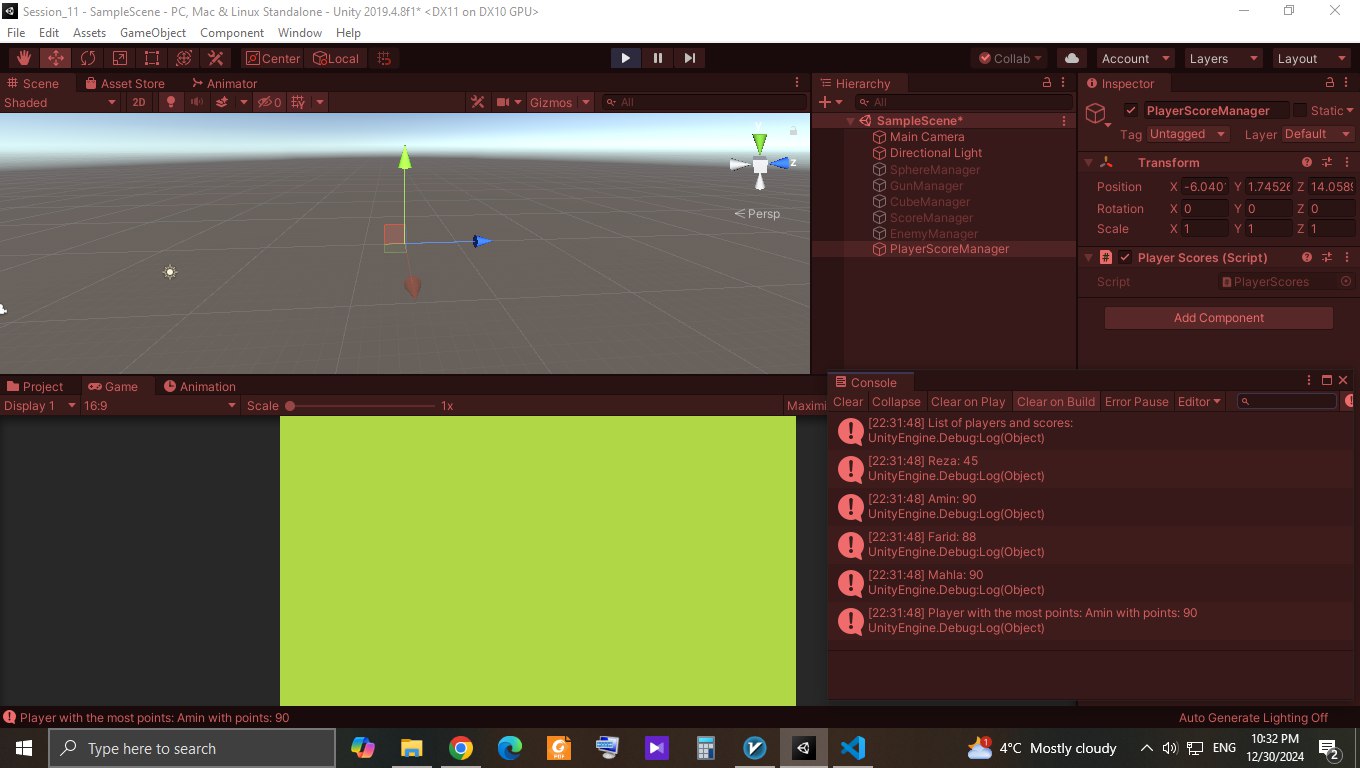 Session_11 - SampleScene - PC, Mac & Linux Standalone - Unity 2019.4.8f1* <DX11 on DX10 GPU>
File Edit Assets GameObject Component Window Help
Center Local Collab Account Layers Layout
Scene Asset Store Animator
Shaded 2D 0 Gizmos All
z
Persp
Hierarchy
All
SampleScene*
Main Camera
Directional Light
SphereManager
GunManager
CubeManager
ScoreManager
EnemyManager
PlayerScoreManager
Inspector
PlayerScoreManager Static
Tag Untagged Layer Default
Transform
Position X -6.040 Y 1.74526 Z 14.0589
Rotation X 0 Y 0 Z 0
Scale X 1 Y 1 Z 1
# Player Scores (Script)
Script PlayerScores
Add Component
Project Game Animation
Display 1 16:9 Scale 1x Maximi
Console
Clear Collapse Clear on Play Clear on Build Error Pause Editor
[22:31:48] List of players and scores:
UnityEngine.Debug:Log(Object)
[22:31:48] Reza: 45
UnityEngine.Debug:Log(Object)
[22:31:48] Amin: 90
UnityEngine.Debug:Log(Object)
[22:31:48] Farid: 88
UnityEngine.Debug:Log(Object)
[22:31:48] Mahla: 90
UnityEngine.Debug:Log(Object)
[22:31:48] Player with the most points: Amin with points: 90
UnityEngine.Debug:Log(Object)
Player with the most points: Amin with points: 90
Auto Generate Lighting Off
Type here to search
1
4°C Mostly cloudy
ENG
10:32 PM
12/30/2024
2